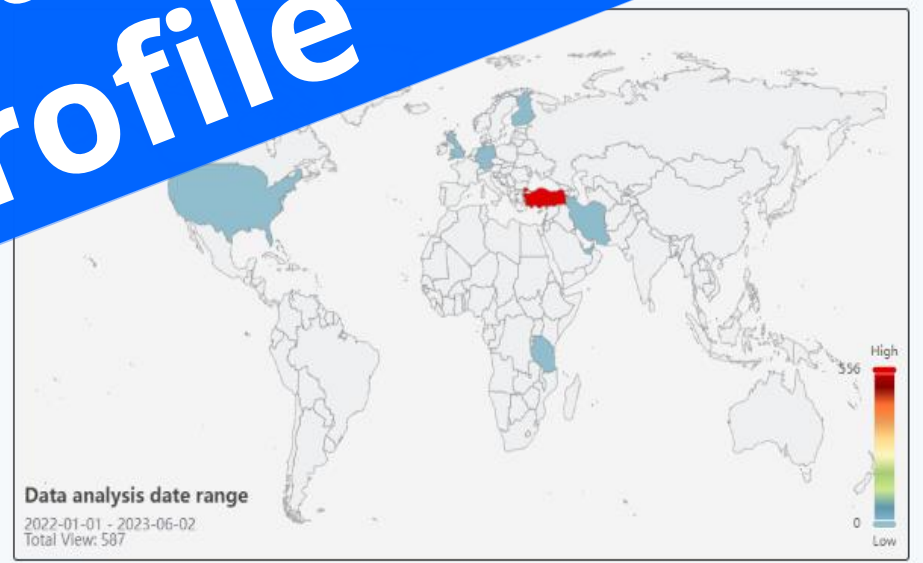 rofile
High
556
0
Low
Data analysis date range
2022-01-01 - 2023-06-02
Total View: 587